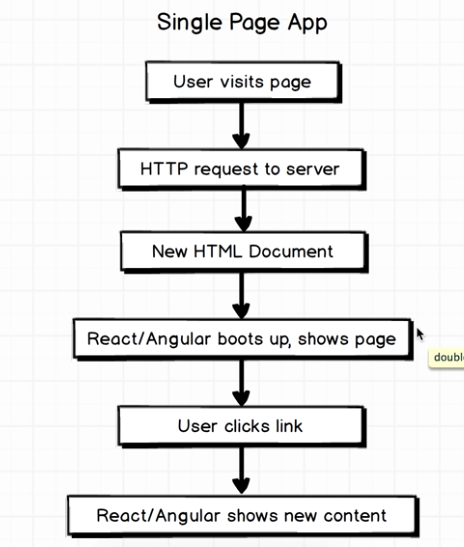 Single Page App
User visits page
HTTP request to server
New HTML Document
React/Angular boots up, shows page
User clicks link
React/Angular shows new content